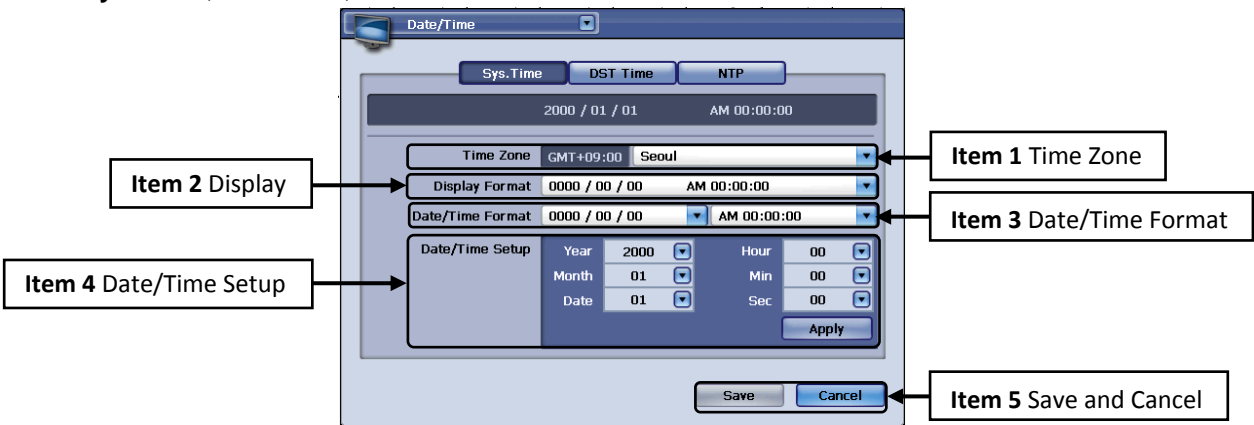 Date/Time
Sys.Time DST Time NTP
2000 / 01 / 01 AM 00:00:00
Time Zone GMT+09:00 Seoul
Item 1 Time Zone
Item 2 Display
Display Format 0000 / 00 / 00 AM 00:00:00
Date/Time Format 0000 / 00 / 00 AM 00:00:00
Item 3 Date/Time Format
Date/Time Setup Year 2000 Hour 00
Item 4 Date/Time Setup
Month 01 Min 00
Date 01 Sec 00
Apply
Save Cancel
Item 5 Save and Cancel